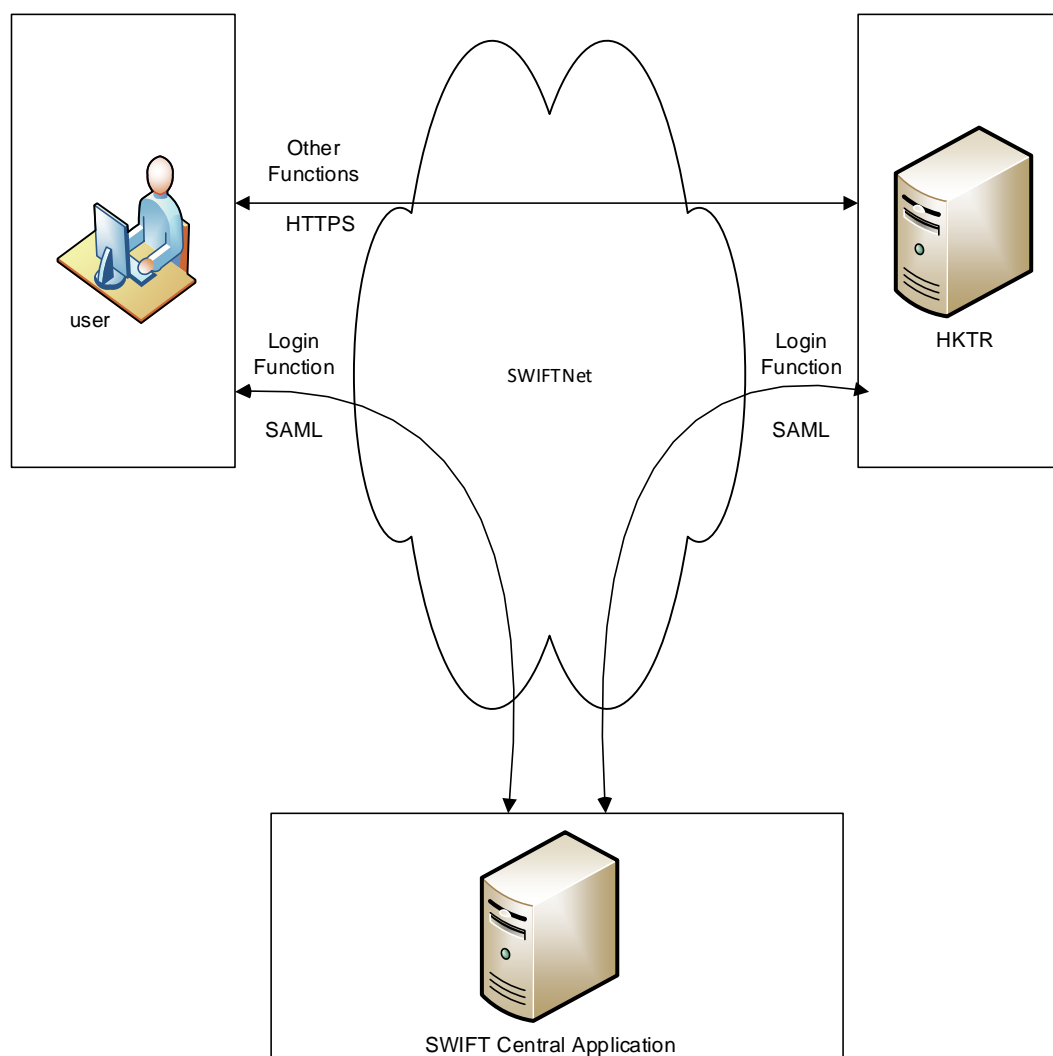 Other
Functions
HTTPS
user
HKTR
Login
Function
SAML
SWIFTNet
Login
Function
SAML
SWIFT Central Application